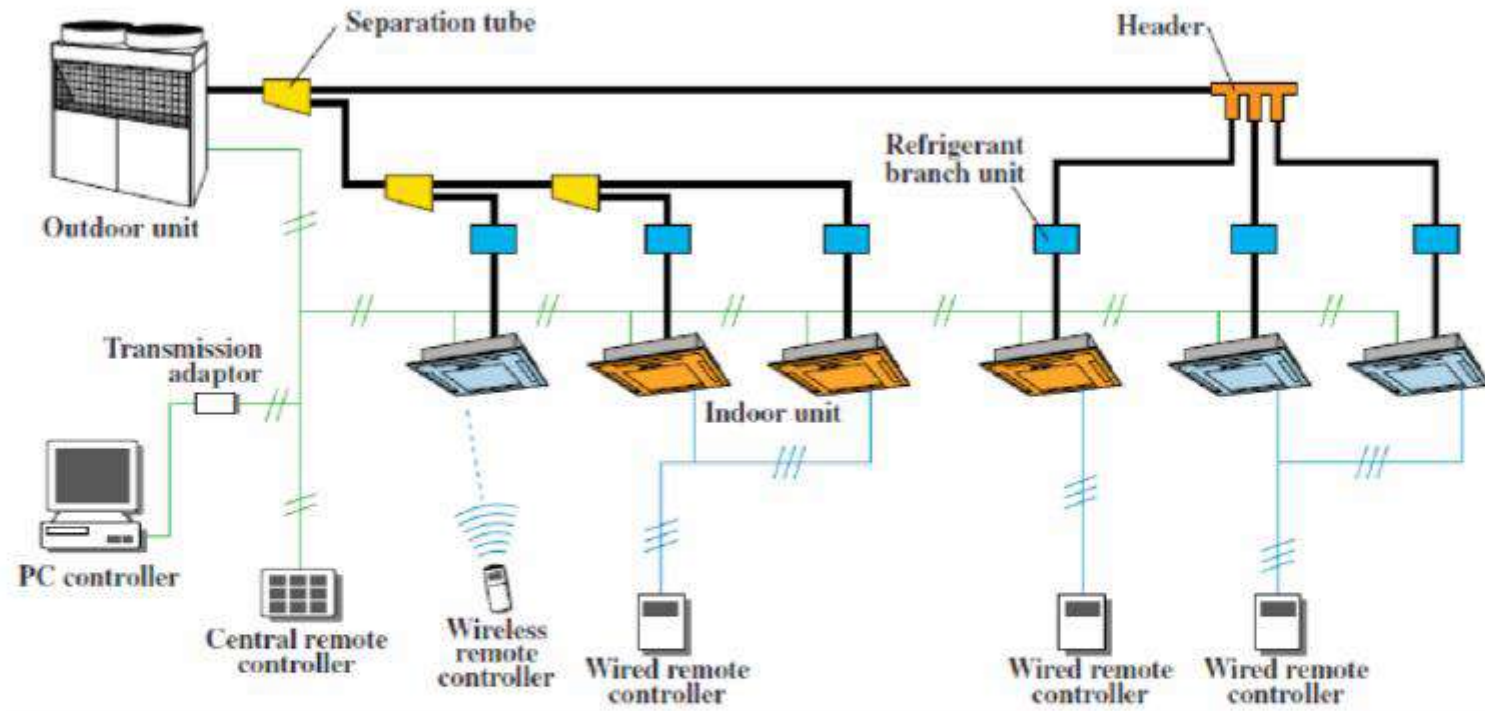 Separation tube
Header
Refrigerant
branch unit
Outdoor unit
Transmission
adaptor
Indoor unit
PC controller
Central remote
controller
Wireless
remote
controller
Wired remote
controller
Wired remote
controller
Wired remote
controller